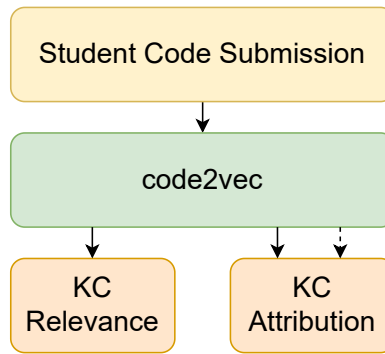 Student Code Submission
code2vec
KC
Relevance
KC
Attribution